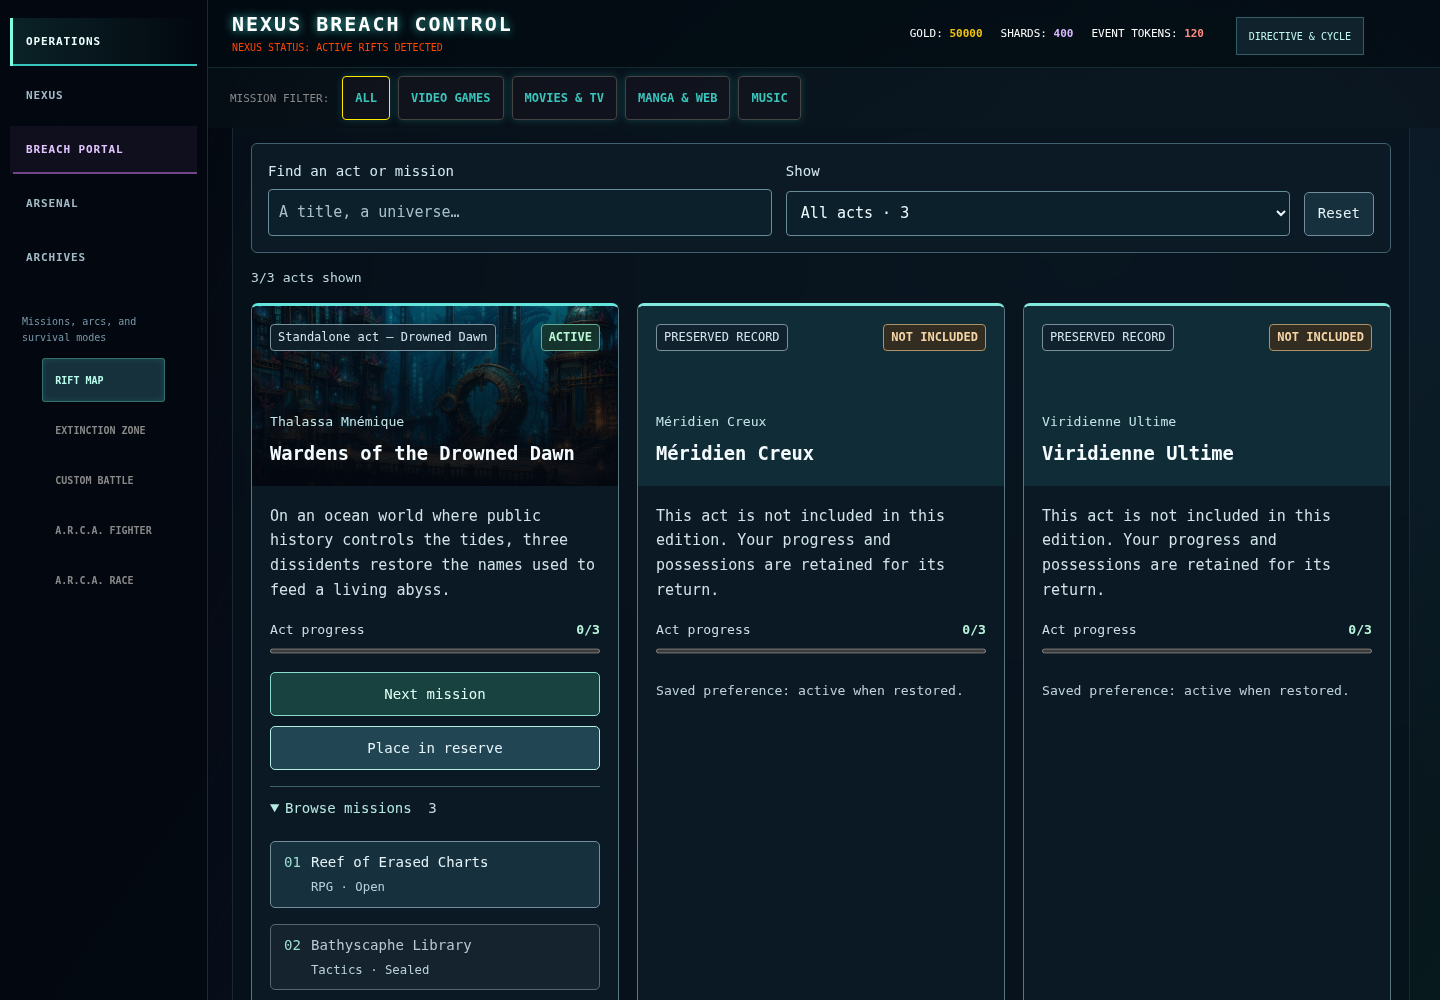 OPERATIONS
NEXUS
BREACH PORTAL
ARSENAL
ARCHIVES
Missions, arcs, and
survival modes
RIFT MAP
EXTINCTION ZONE
CUSTOM BATTLE
A.R.C.A. FIGHTER
A.R.C.A. RACE
NEXUS BREACH CONTROL
NEXUS STATUS: ACTIVE RIFTS DETECTED
GOLD: 50000 SHARDS: 400 EVENT TOKENS: 120
DIRECTIVE & CYCLE
MISSION FILTER: ALL VIDEO GAMES MOVIES & TV MANGA & WEB MUSIC
Find an act or mission
A title, a universe…
Show
All acts · 3
Reset
3/3 acts shown
Standalone act — Drowned Dawn ACTIVE
Thalassa Mnémique
Wardens of the Drowned Dawn
On an ocean world where public
history controls the tides, three
dissidents restore the names used to
feed a living abyss.
Act progress 0/3
Next mission
Place in reserve
▼ Browse missions 3
01 Reef of Erased Charts
RPG · Open
02 Bathyscaphe Library
Tactics · Sealed
PRESERVED RECORD NOT INCLUDED
Méridien Creux
Méridien Creux
This act is not included in this
edition. Your progress and
possessions are retained for its
return.
Act progress 0/3
Saved preference: active when restored.
PRESERVED RECORD NOT INCLUDED
Viridienne Ultime
Viridienne Ultime
This act is not included in this
edition. Your progress and
possessions are retained for its
return.
Act progress 0/3
Saved preference: active when restored.